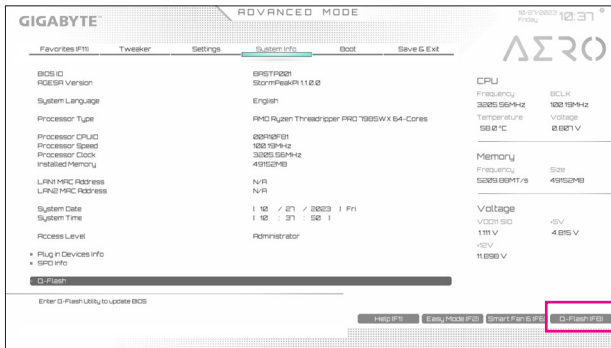 GIGABYTE™
ADVANCED MODE
10/27/2023 Friday 10:37
Favorites (F11) Tweaker Settings System Info. Boot Save & Exit
AERO
BIOS ID BRSTP001
AGESA Version StormPeakPI 1.1.0.0
System Language English
Processor Type AMD Ryzen Threadripper PRO 7985WX 64-Cores
Processor CPUID 00A10F81
Processor Speed 100.19MHz
Processor Clock 3205.56MHz
Installed Memory 49152MB
LAN1 MAC Address N/A
LAN2 MAC Address N/A
System Date [ 10 / 27 / 2023 ] Fri
System Time [ 10 : 37 : 50 ]
Access Level Administrator
Plug in Devices Info
SPD Info
Q-Flash
Enter Q-Flash Utility to update BIOS
CPU
Frequency BCLK
3205.56MHz 100.19MHz
Temperature Voltage
58.0 °C 0.807 V
Memory
Frequency Size
5209.88MT/s 49152MB
Voltage
VDD11 SIO +5V
1.111 V 4.815 V
+12V
11.898 V
Help (F1) Easy Mode (F2) Smart Fan 6 (F6) Q-Flash (F8)